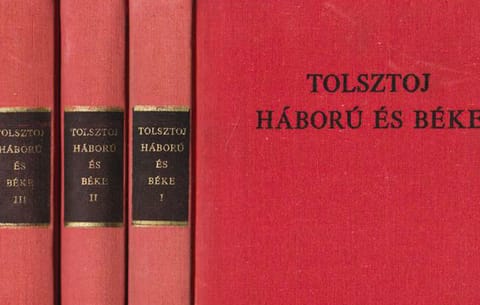 TOLSZTOJ
HÁBORÚ
ÉS
BÉKE
III
TOLSZTOJ
HÁBORÚ
ÉS
BÉKE
II
TOLSZTOJ
HÁBORÚ
ÉS
BÉKE
I
TOLSZTOJ
HÁBORÚ ÉS BÉKE